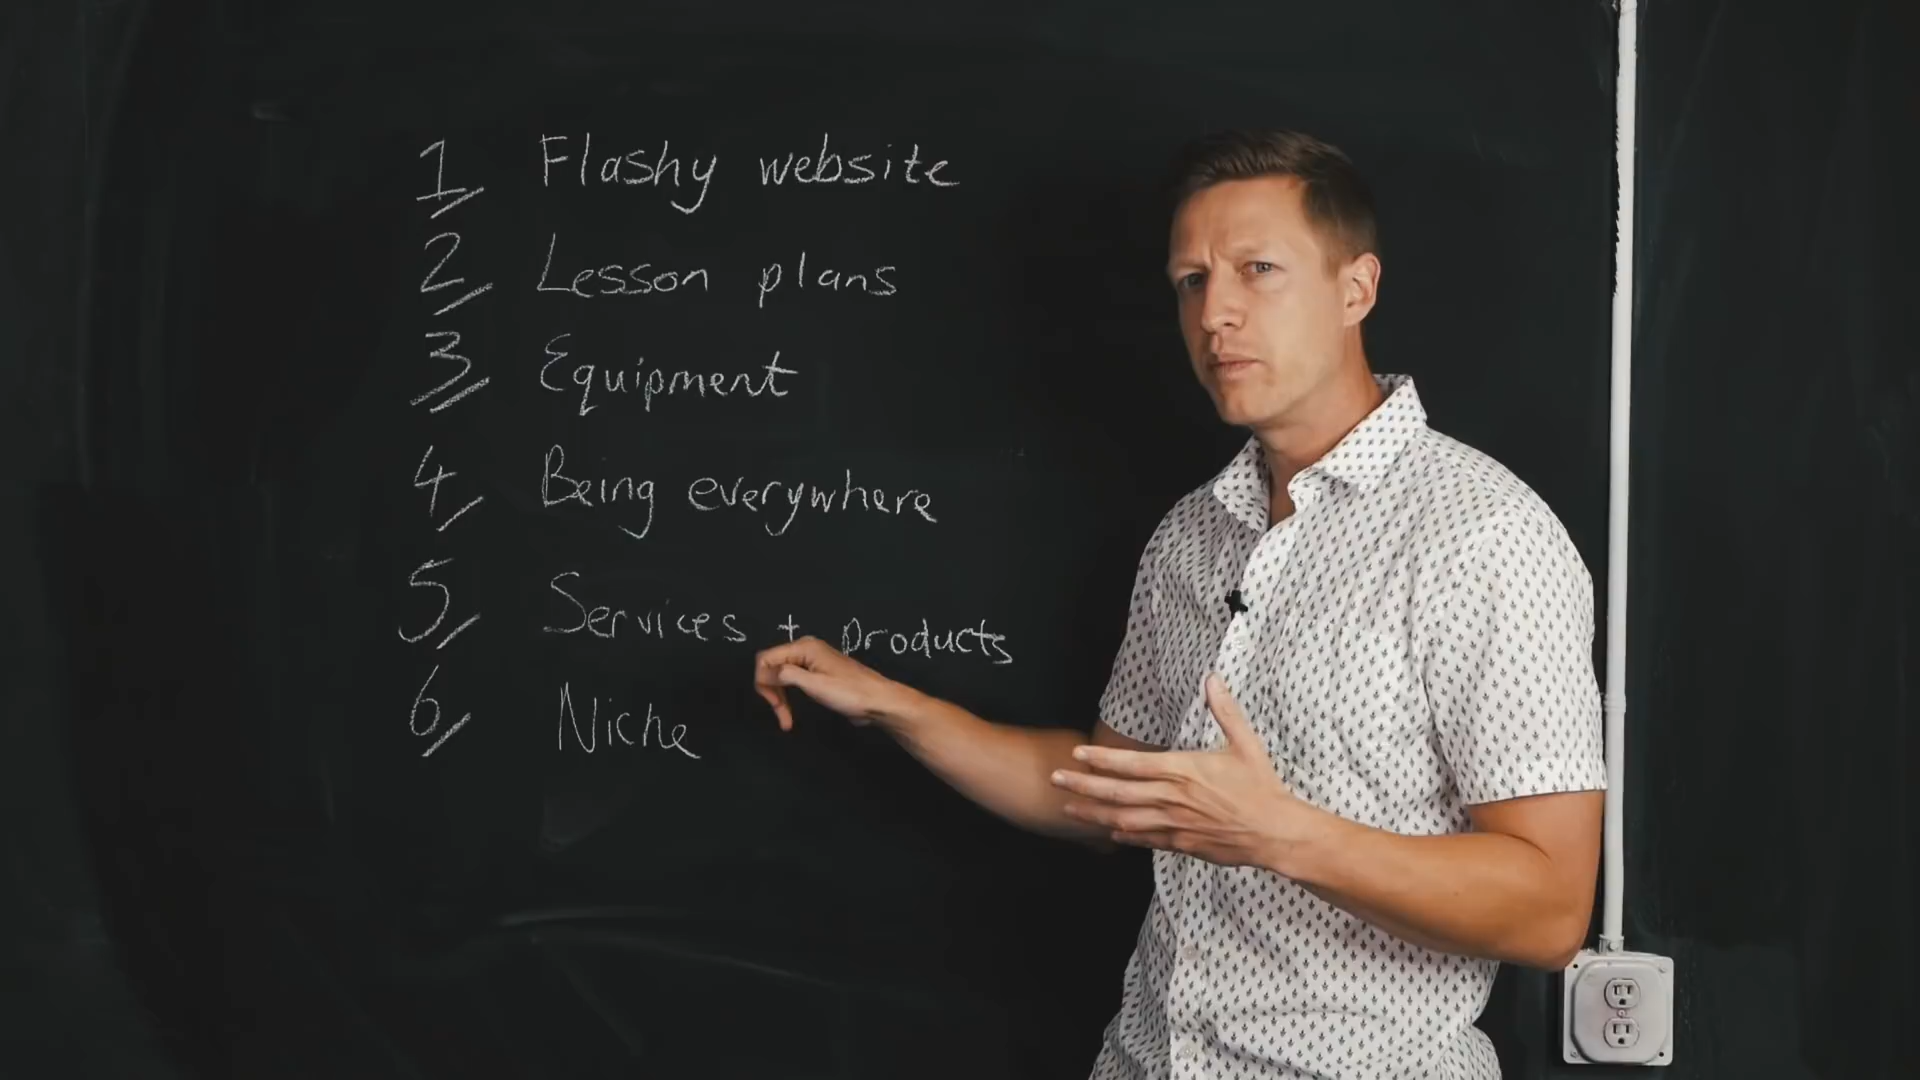 1 Flashy website
2 Lesson plans
3 Equipment
4 Being everywhere
5 Services + products
6 Niche